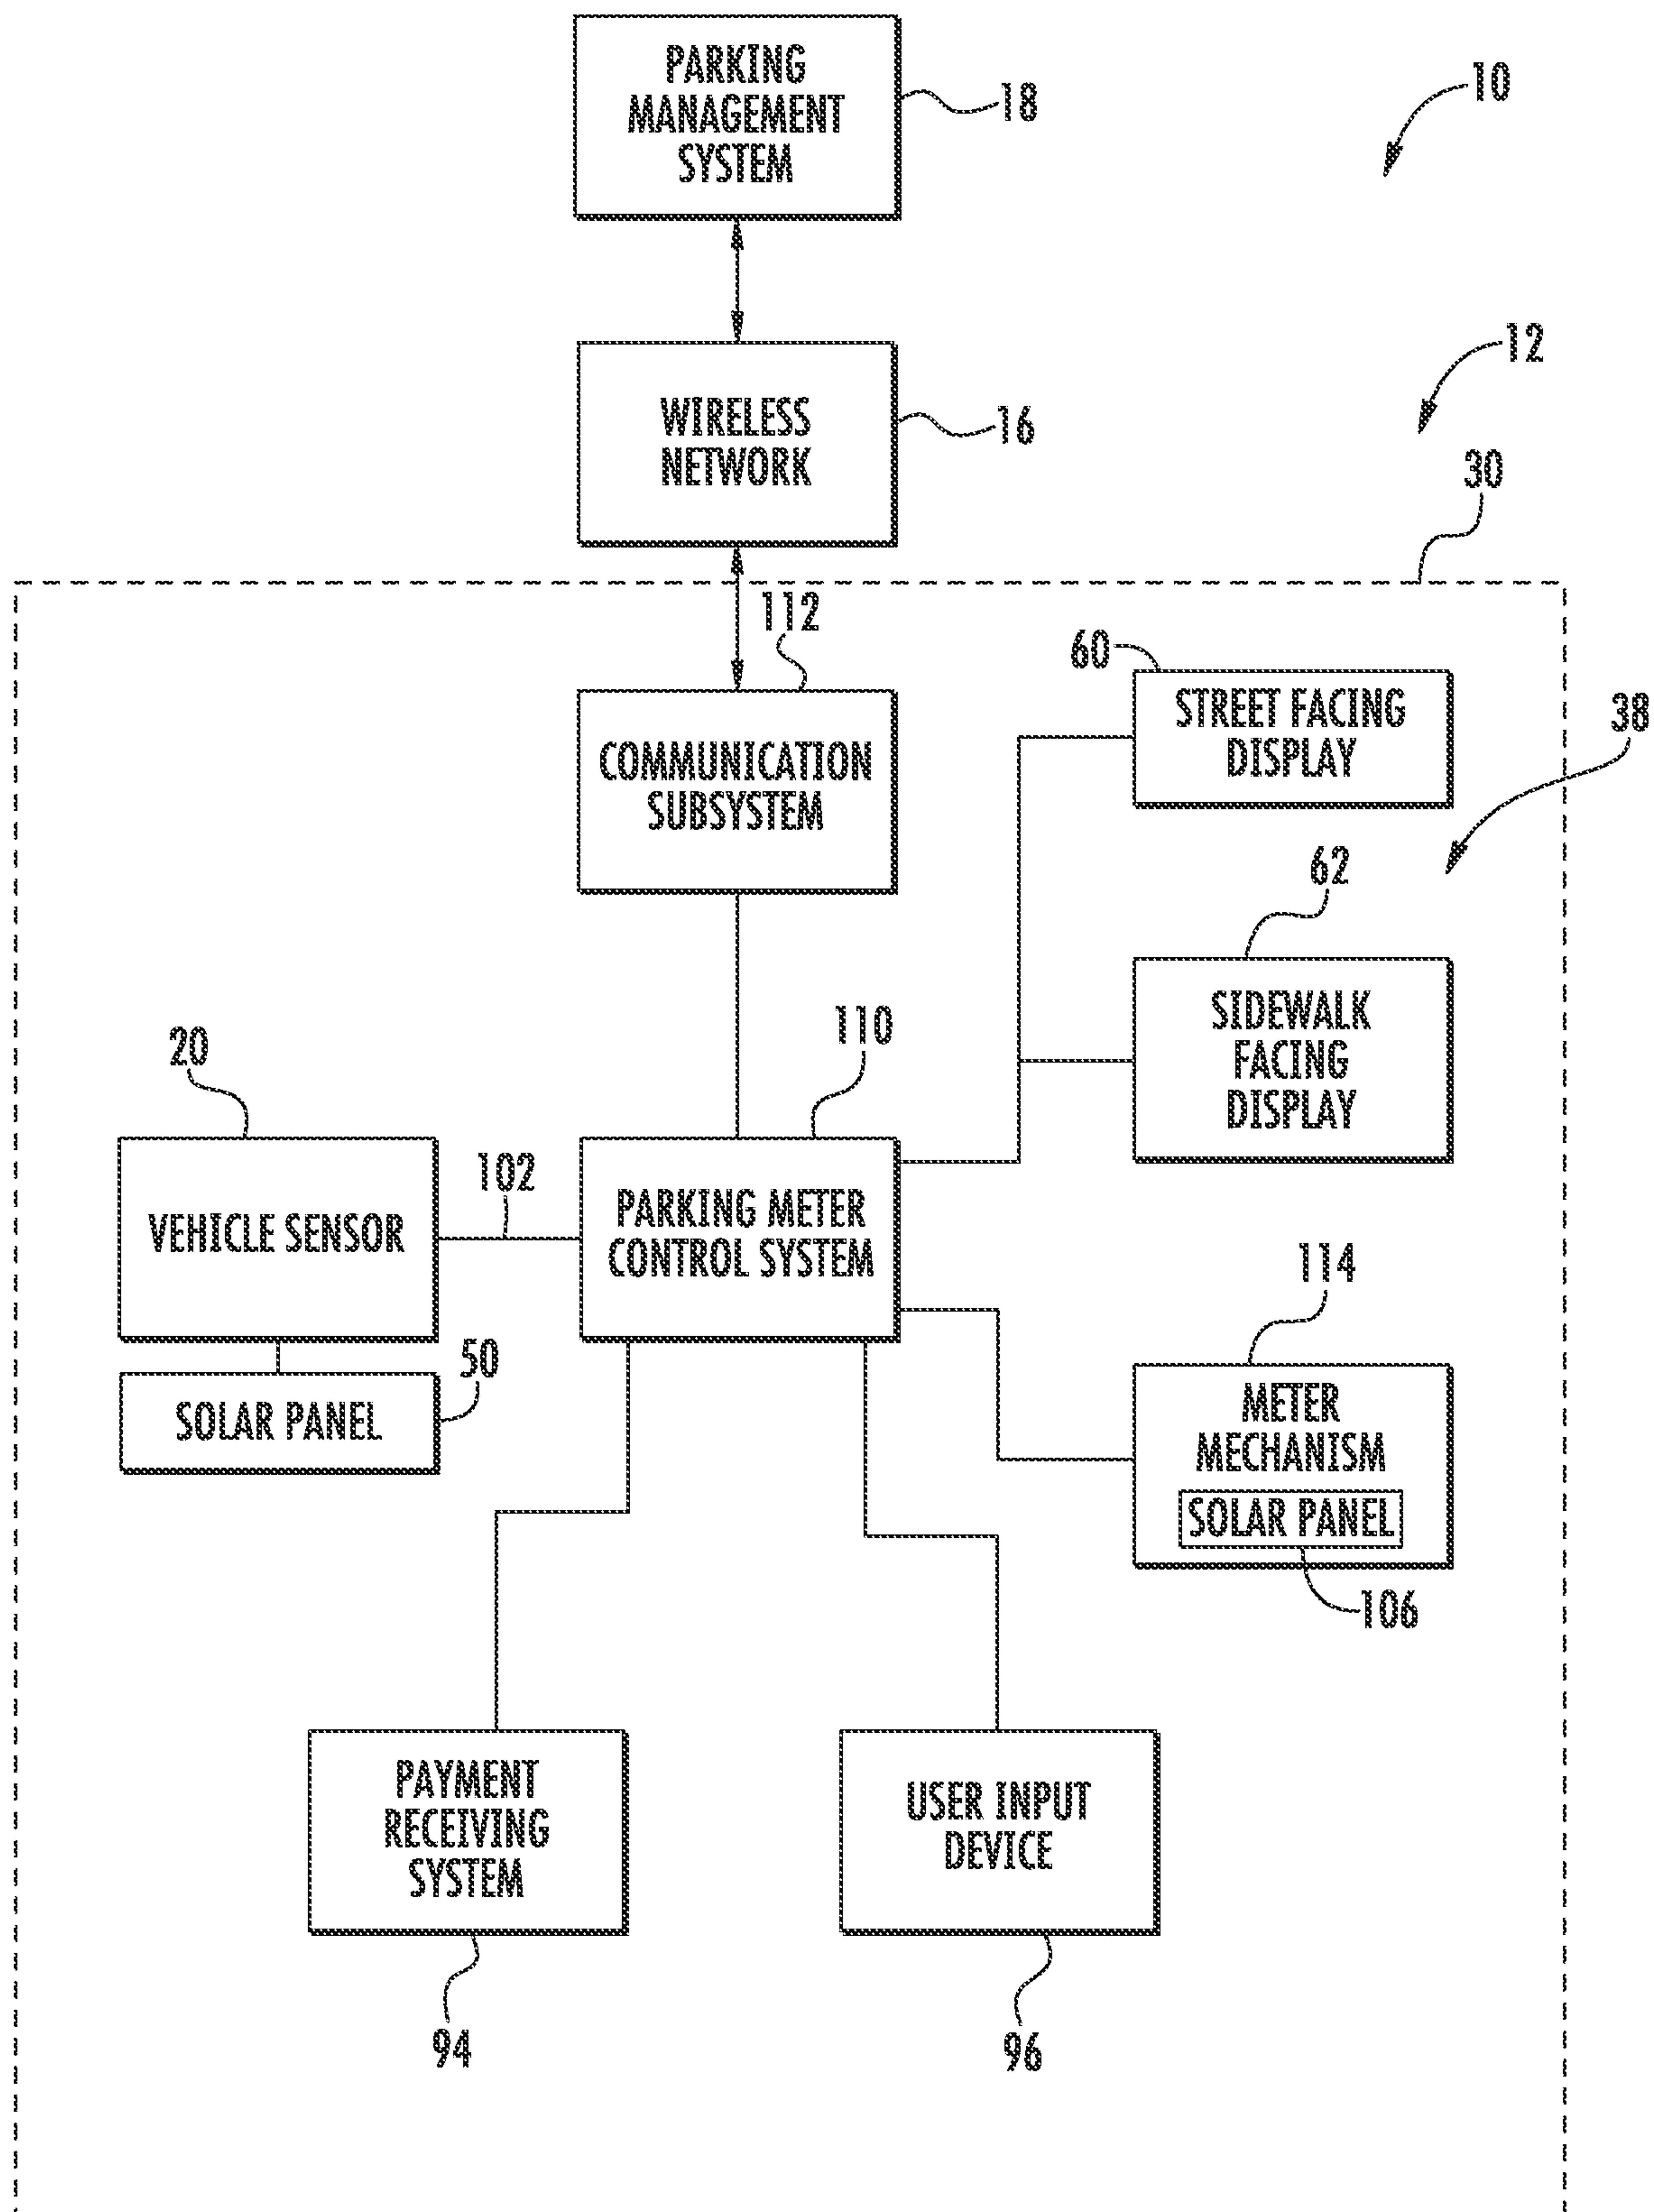 PARKING
MANAGEMENT
SYSTEM
18
10
WIRELESS
NETWORK
16
12
30
112
COMMUNICATION
SUBSYSTEM
60
STREET FACING
DISPLAY
38
62
SIDEWALK
FACING
DISPLAY
20
VEHICLE SENSOR
102
110
PARKING METER
CONTROL SYSTEM
50
SOLAR PANEL
114
METER
MECHANISM
SOLAR PANEL
106
PAYMENT
RECEIVING
SYSTEM
94
USER INPUT
DEVICE
96